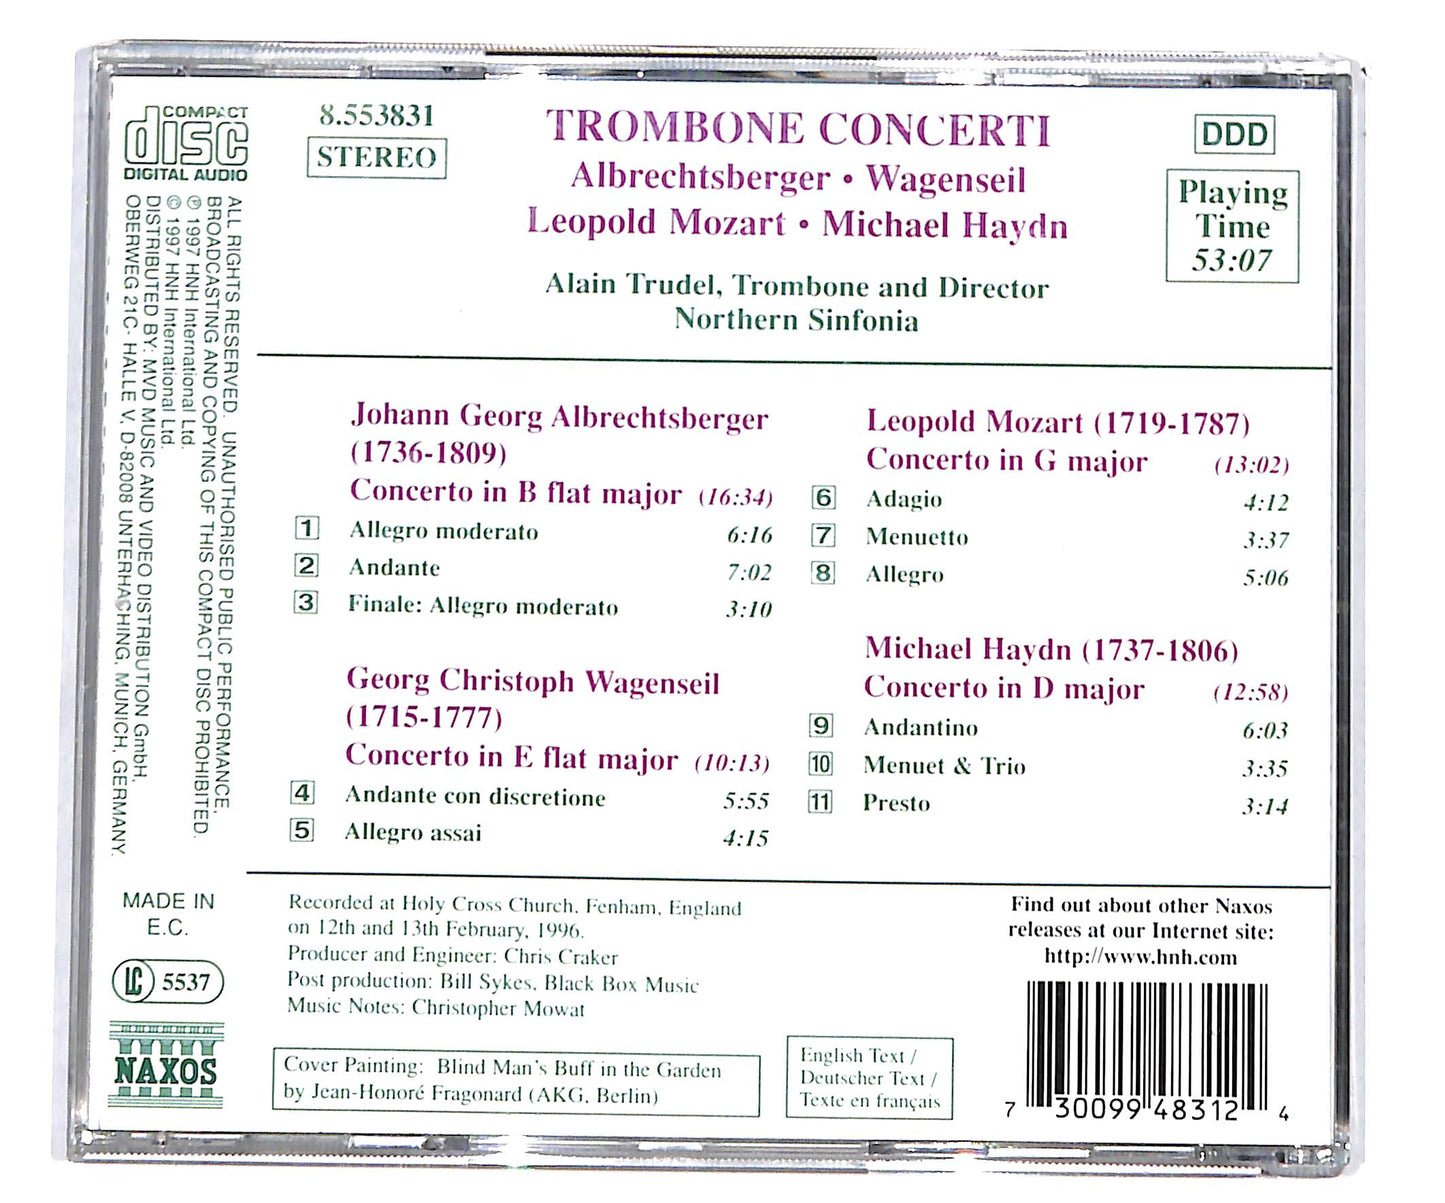 COMPACT
disc
DIGITAL AUDIO
8.553831
STEREO
TROMBONE CONCERTI
Albrechtsberger • Wagenseil
Leopold Mozart • Michael Haydn
Alain Trudel, Trombone and Director
Northern Sinfonia
DDD
Playing
Time
53:07
ALL RIGHTS RESERVED. UNAUTHORISED PUBLIC PERFORMANCE,
BROADCASTING AND COPYING OF THIS COMPACT DISC PROHIBITED.
℗ 1997 HNH International Ltd.
© 1997 HNH International Ltd.
DISTRIBUTED BY: MVD MUSIC AND VIDEO DISTRIBUTION GmbH,
OBERWEG 21C- HALLE V, D-82008 UNTERHACHING, MUNICH, GERMANY.
Johann Georg Albrechtsberger
(1736-1809)
Concerto in B flat major (16:34)
1 Allegro moderato 6:16
2 Andante 7:02
3 Finale: Allegro moderato 3:10
Georg Christoph Wagenseil
(1715-1777)
Concerto in E flat major (10:13)
4 Andante con discretione 5:55
5 Allegro assai 4:15
Leopold Mozart (1719-1787)
Concerto in G major (13:02)
6 Adagio 4:12
7 Menuetto 3:37
8 Allegro 5:06
Michael Haydn (1737-1806)
Concerto in D major (12:58)
9 Andantino 6:03
10 Menuet & Trio 3:35
11 Presto 3:14
MADE IN
E.C.
LC 5537
NAXOS
Recorded at Holy Cross Church, Fenham, England
on 12th and 13th February, 1996.
Producer and Engineer: Chris Craker
Post production: Bill Sykes, Black Box Music
Music Notes: Christopher Mowat
Cover Painting: Blind Man's Buff in the Garden
by Jean-Honoré Fragonard (AKG, Berlin)
English Text /
Deutscher Text /
Texte en français
Find out about other Naxos
releases at our Internet site:
http://www.hnh.com
7 30099 48312 4